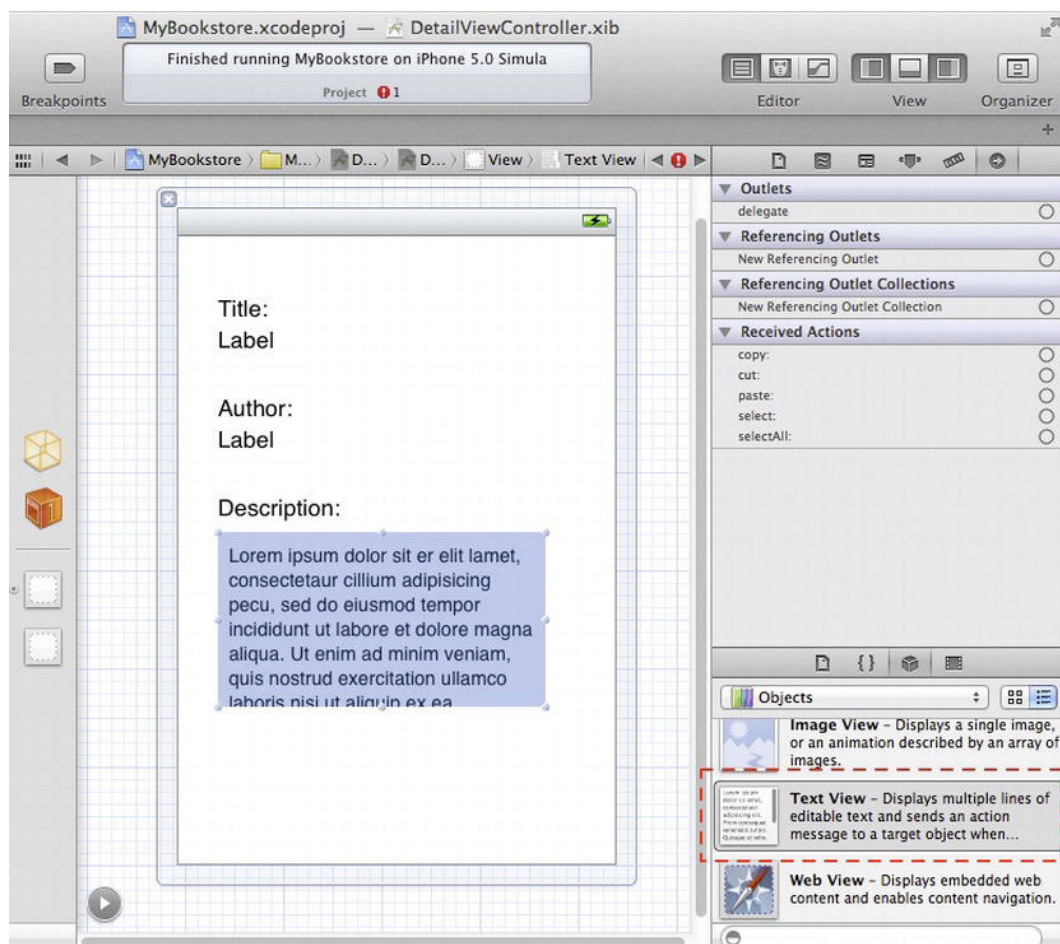 MyBookstore.xcodeproj — DetailViewController.xib
Finished running MyBookstore on iPhone 5.0 Simula
Project 1
Breakpoints
Editor
View
Organizer
MyBookstore
M...
D...
D...
View
Text View
Outlets
delegate
Referencing Outlets
New Referencing Outlet
Referencing Outlet Collections
New Referencing Outlet Collection
Received Actions
copy:
cut:
paste:
select:
selectAll:
Title:
Label
Author:
Label
Description:
Lorem ipsum dolor sit er elit lamet,
consectetaur cillium adipisicing
pecu, sed do eiusmod tempor
incididunt ut labore et dolore magna
aliqua. Ut enim ad minim veniam,
quis nostrud exercitation ullamco
laboris nisi ut aliquip ex ea
{}
Objects
Image View – Displays a single image,
or an animation described by an array of
images.
Text View – Displays multiple lines of
editable text and sends an action
message to a target object when...
Web View – Displays embedded web
content and enables content navigation.